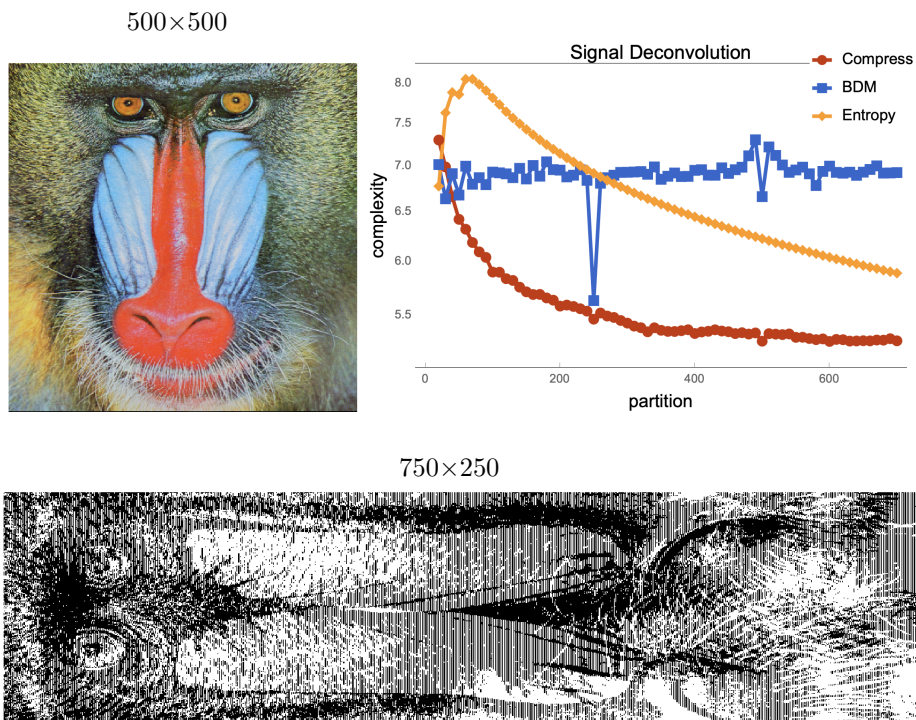 500×500
Signal Deconvolution
Compress
BDM
Entropy
complexity
8.0
7.5
7.0
6.5
6.0
5.5
0
200
400
600
partition
750×250